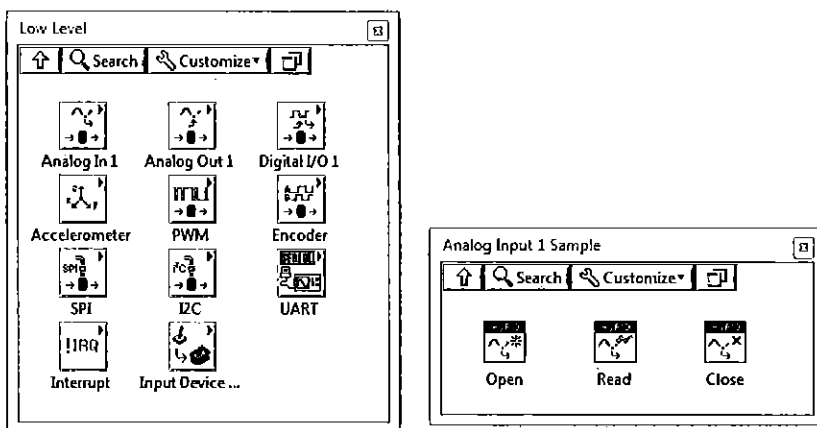 Low Level
Search Customize
Analog In 1 Analog Out 1 Digital I/O 1
Accelerometer PWM Encoder
SPI I2C UART
!IRQ
Interrupt Input Device ...
Analog Input 1 Sample
Search Customize
Open Read Close